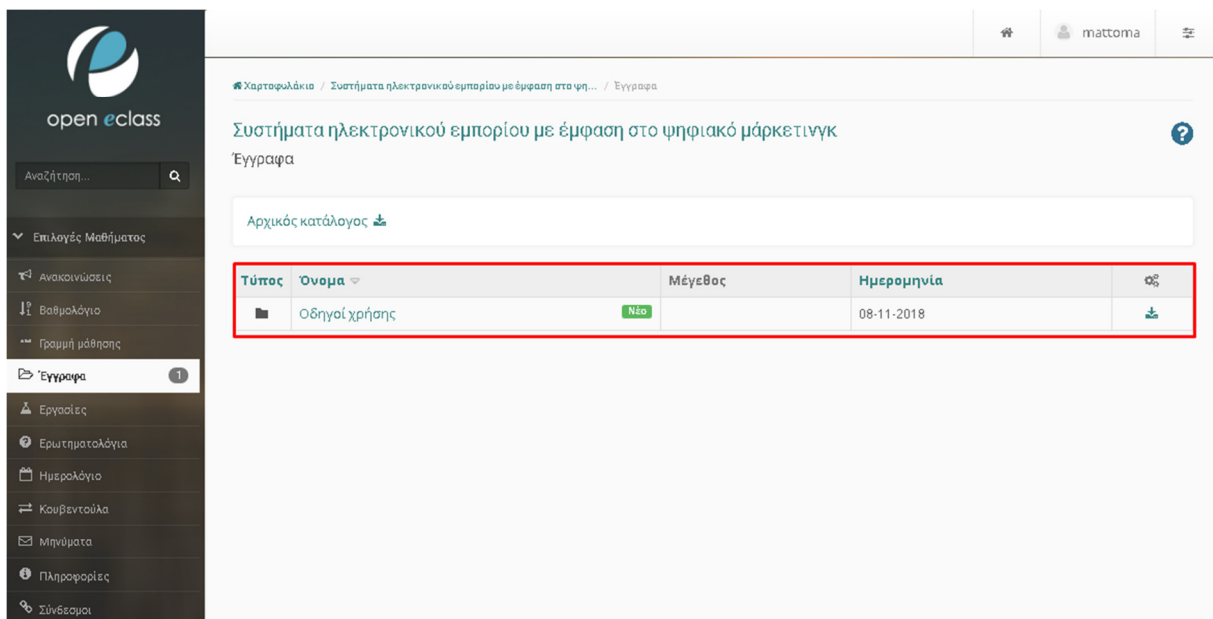 mattoma
open eclass
Χαρτοφυλάκιο / Συστήματα ηλεκτρονικού εμπορίου με έμφαση στο ψη... / Έγγραφα
Συστήματα ηλεκτρονικού εμπορίου με έμφαση στο ψηφιακό μάρκετινγκ
Έγγραφα
Αναζήτηση...
Αρχικός κατάλογος
Επιλογές Μαθήματος
Ανακοινώσεις
Βαθμολόγιο
Γραμμή μάθησης
Έγγραφα 1
Εργασίες
Ερωτηματολόγια
Ημερολόγιο
Κουβεντούλα
Μηνύματα
Πληροφορίες
Σύνδεσμοι
Τύπος Όνομα Μέγεθος Ημερομηνία
Οδηγοί χρήσης Νέο 08-11-2018